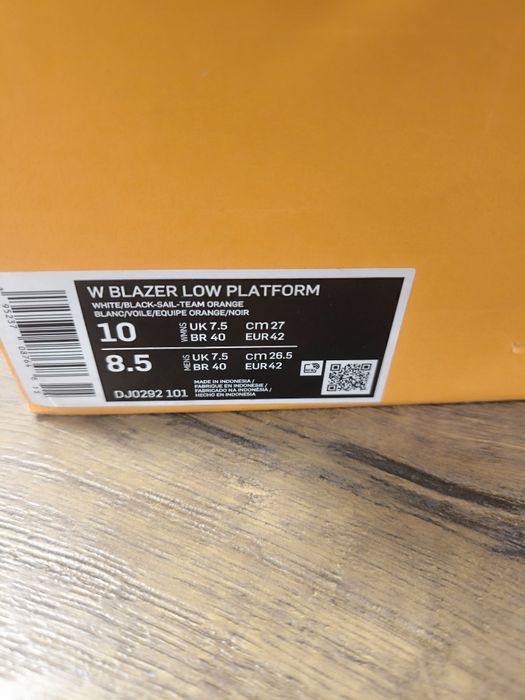 W BLAZER LOW PLATFORM
WHITE/BLACK-SAIL-TEAM ORANGE
BLANC/VOILE/EQUIPE ORANGE/NOIR
10 WMNS UK 7.5 cm 27
BR 40 EUR 42
8.5 MENS UK 7.5 cm 26.5
BR 40 EUR 42
DJ0292 101
MADE IN INDONESIA /
FABRIQUE EN INDONESIE /
FABRICADO NA INDONÉSIA /
HECHO EN INDONESIA